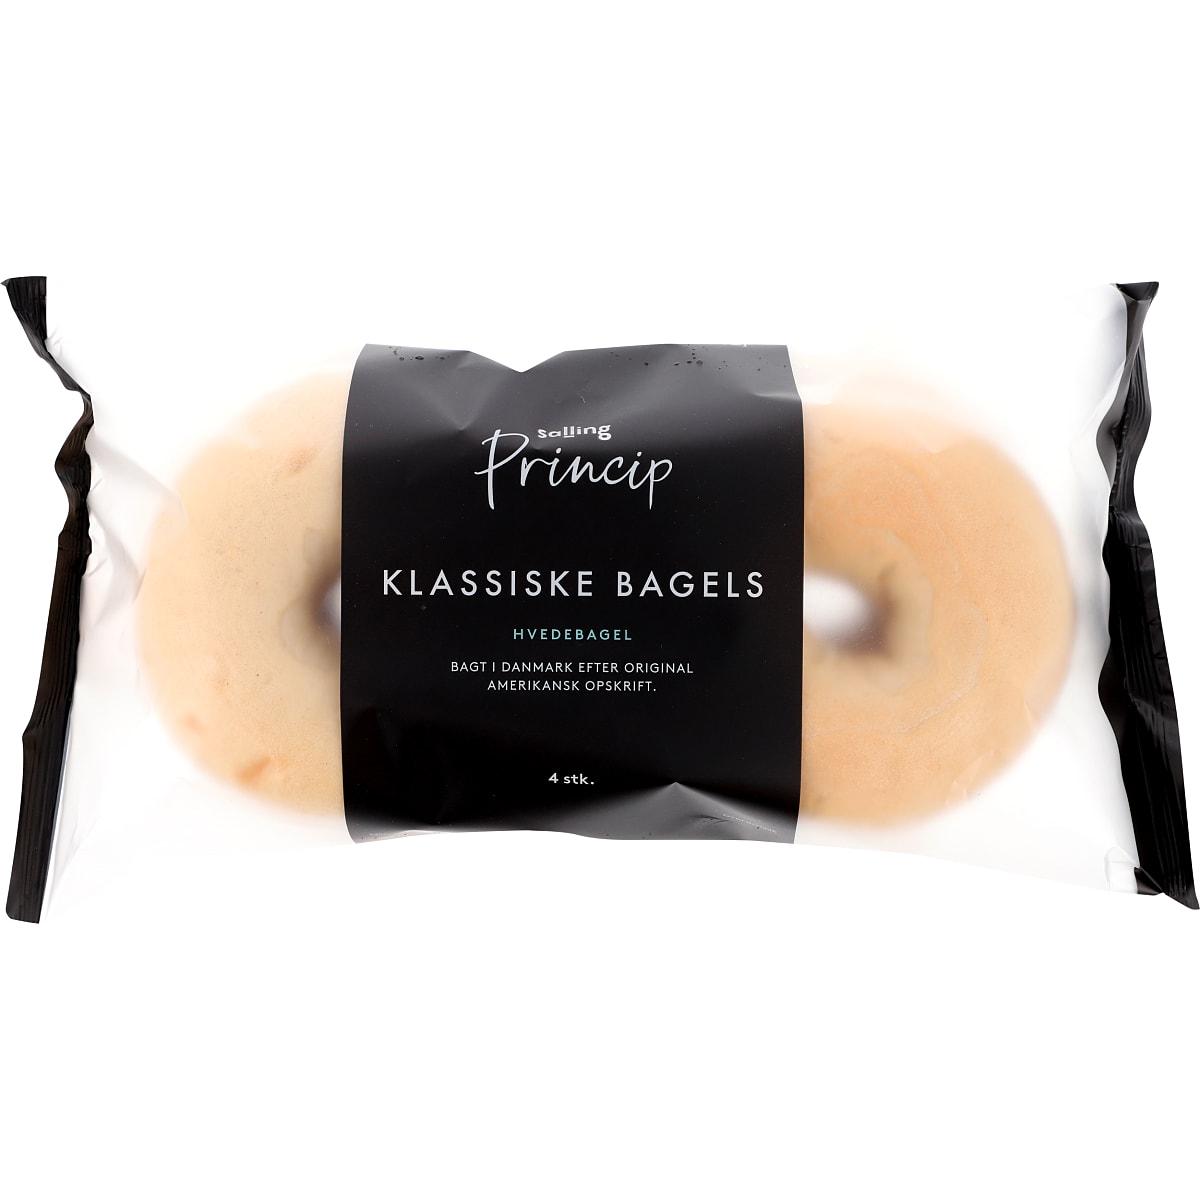 Salling
Princip
KLASSISKE BAGELS
HVEDEBAGEL
BAGT I DANMARK EFTER ORIGINAL
AMERIKANSK OPSKRIFT.
4 stk.